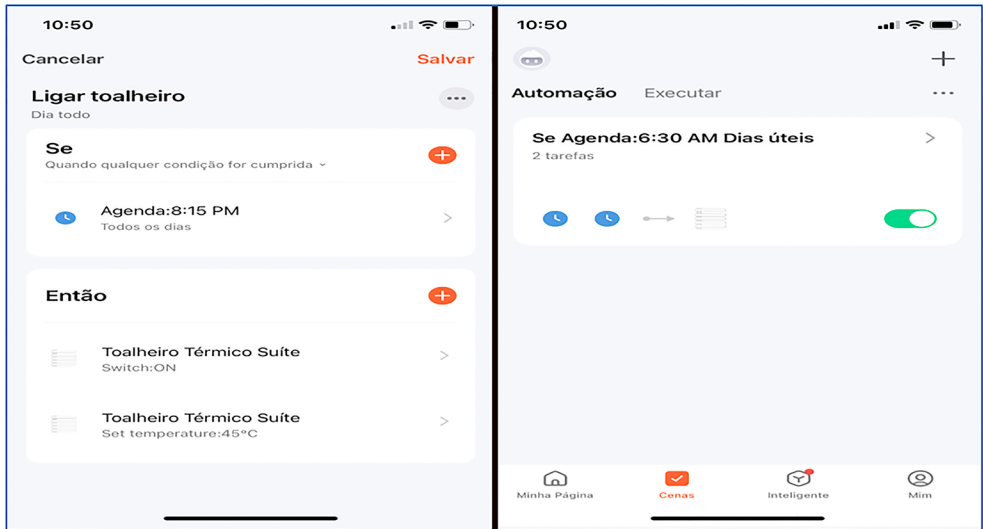 10:50
Cancelar
Salvar
Ligar toalheiro
Dia todo
Se
Quando qualquer condição for cumprida
Agenda:8:15 PM
Todos os dias
Então
Toalheiro Térmico Suíte
Switch:ON
Toalheiro Térmico Suíte
Set temperature:45°C
10:50
Automação
Executar
Se Agenda:6:30 AM Dias úteis
2 tarefas
Minha Página
Cenas
Inteligente
Mim